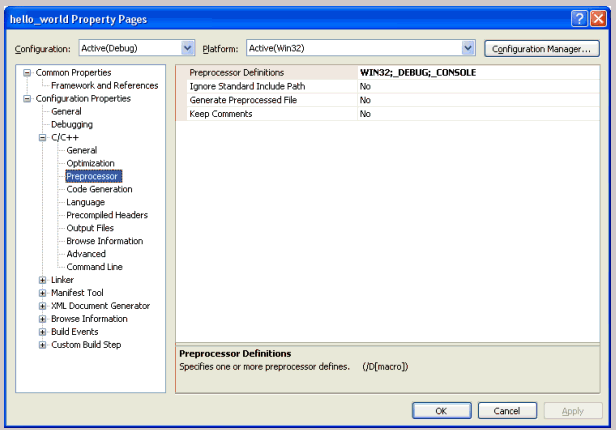 hello_world Property Pages
Configuration: Active(Debug) Platform: Active(Win32) Configuration Manager...
Common Properties
Framework and References
Configuration Properties
General
Debugging
C/C++
General
Optimization
Preprocessor
Code Generation
Language
Precompiled Headers
Output Files
Browse Information
Advanced
Command Line
Linker
Manifest Tool
XML Document Generator
Browse Information
Build Events
Custom Build Step
Preprocessor Definitions WIN32;_DEBUG;_CONSOLE
Ignore Standard Include Path No
Generate Preprocessed File No
Keep Comments No
Preprocessor Definitions
Specifies one or more preprocessor defines. (/D[macro])
OK Cancel Apply